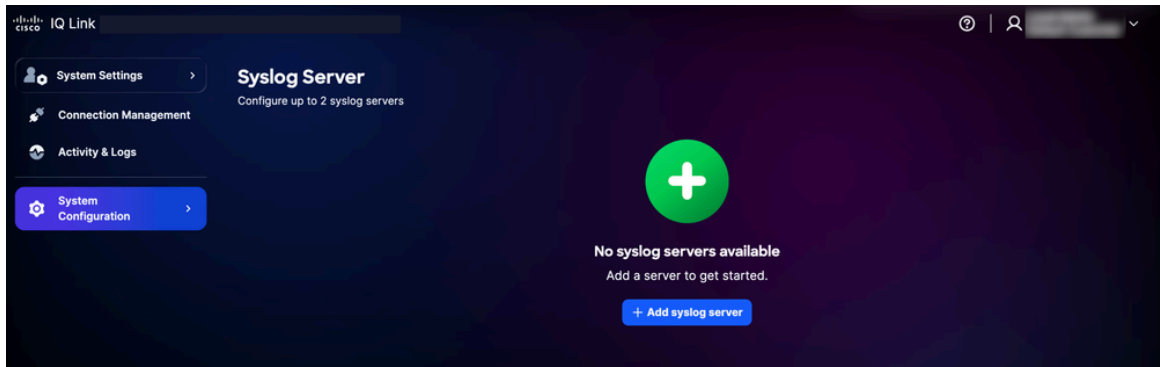 cisco IQ Link
System Settings
Connection Management
Activity & Logs
System
Configuration
Syslog Server
Configure up to 2 syslog servers
No syslog servers available
Add a server to get started.
+ Add syslog server